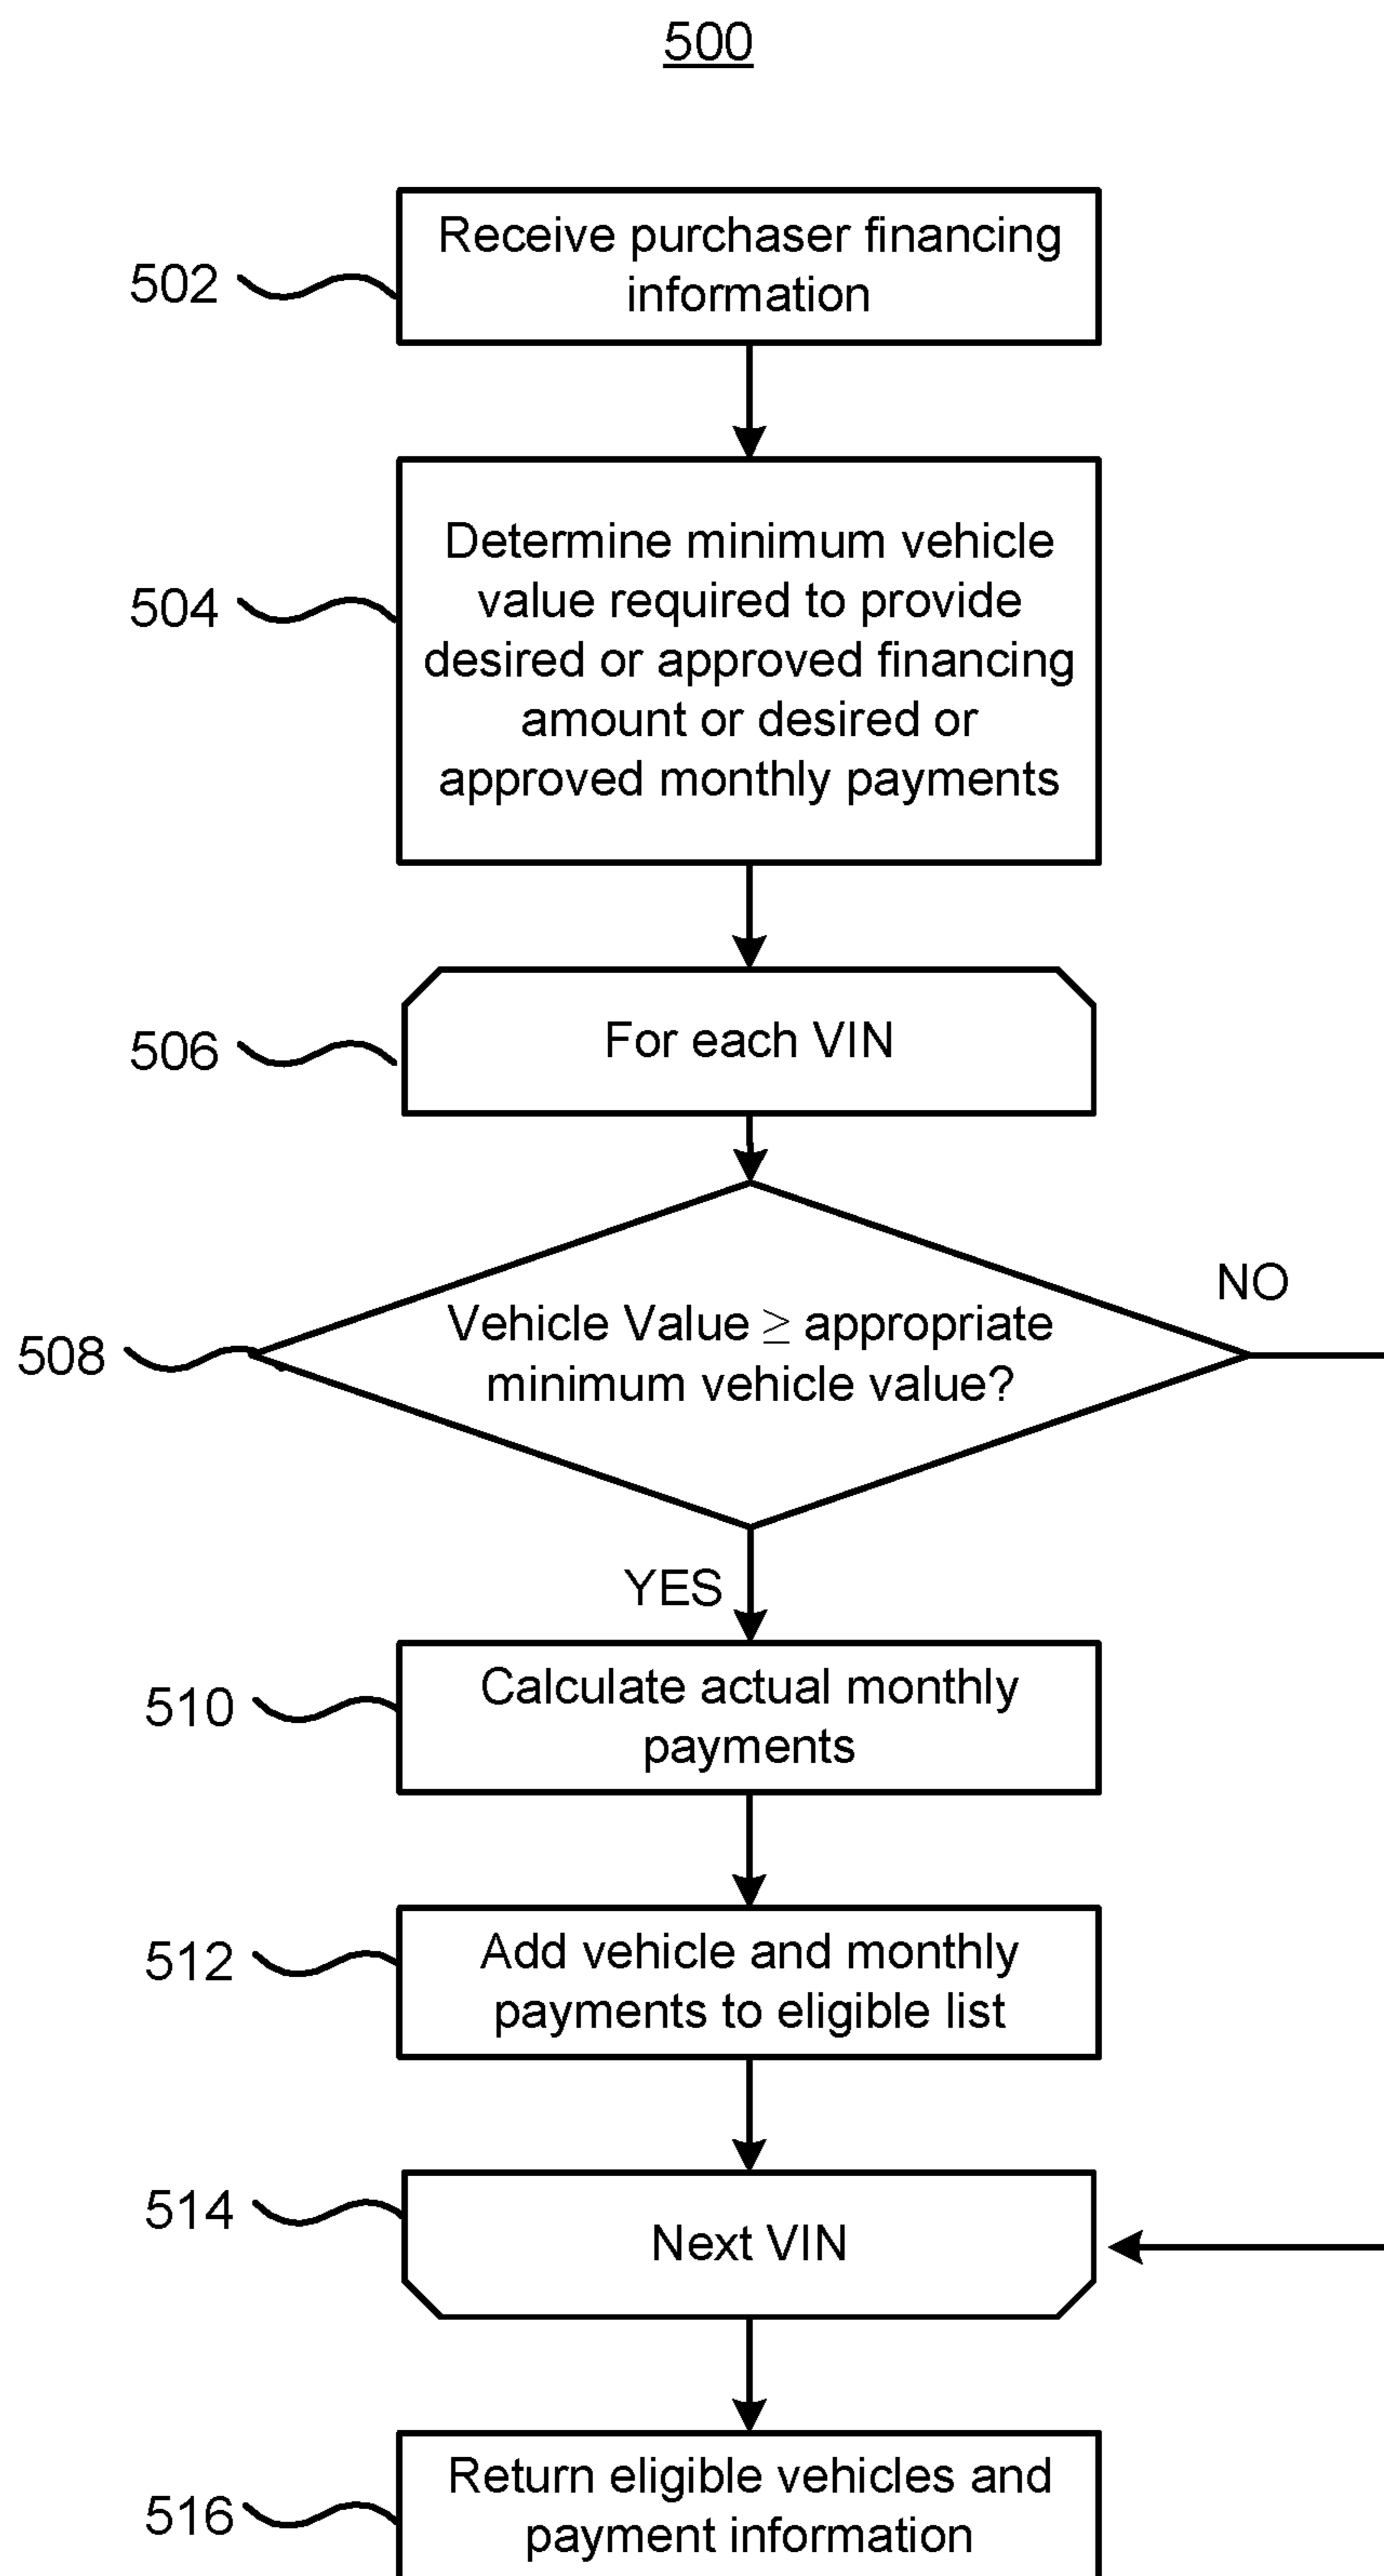 500
502
Receive purchaser financing
information
504
Determine minimum vehicle
value required to provide
desired or approved financing
amount or desired or
approved monthly payments
506
For each VIN
508
Vehicle Value ≥ appropriate
minimum vehicle value?
NO
YES
510
Calculate actual monthly
payments
512
Add vehicle and monthly
payments to eligible list
514
Next VIN
516
Return eligible vehicles and
payment information